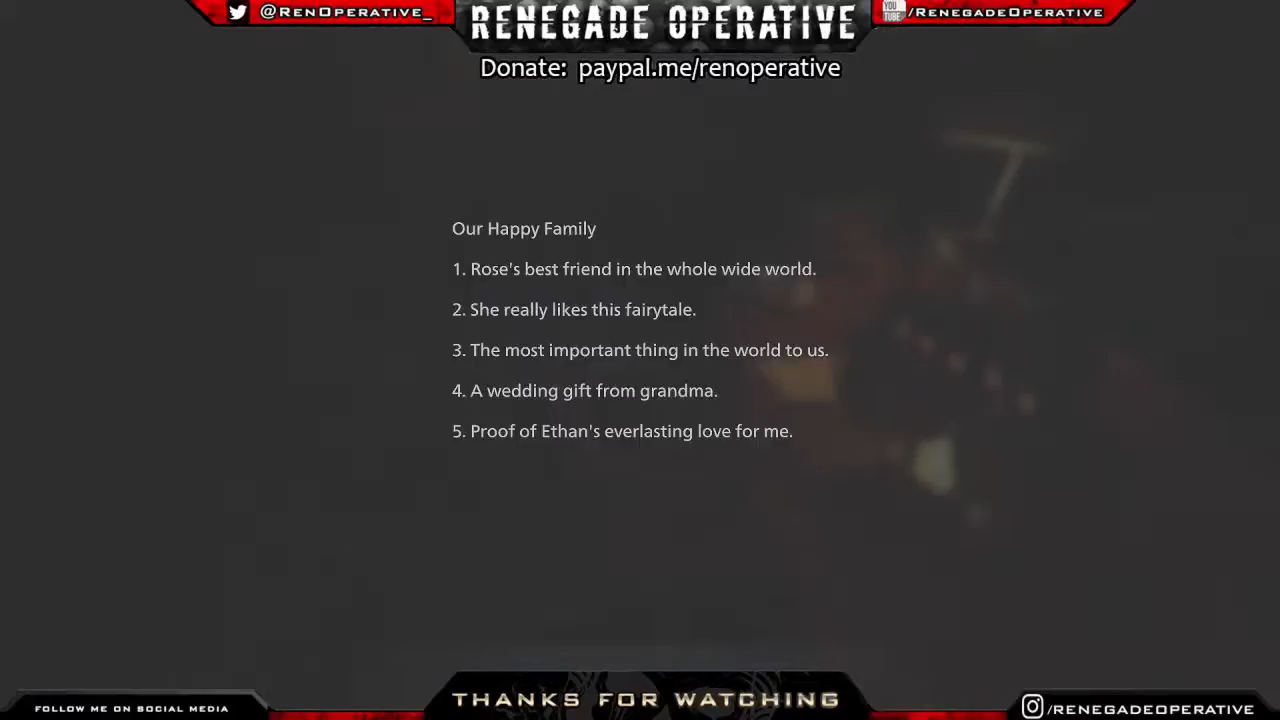 @RenOperative_
RENEGADE OPERATIVE
YOU TUBE /RenegadeOperative
Donate: paypal.me/renoperative
Our Happy Family
1. Rose's best friend in the whole wide world.
2. She really likes this fairytale.
3. The most important thing in the world to us.
4. A wedding gift from grandma.
5. Proof of Ethan's everlasting love for me.
FOLLOW ME ON SOCIAL MEDIA
THANKS FOR WATCHING
/RENEGADEOPERATIVE